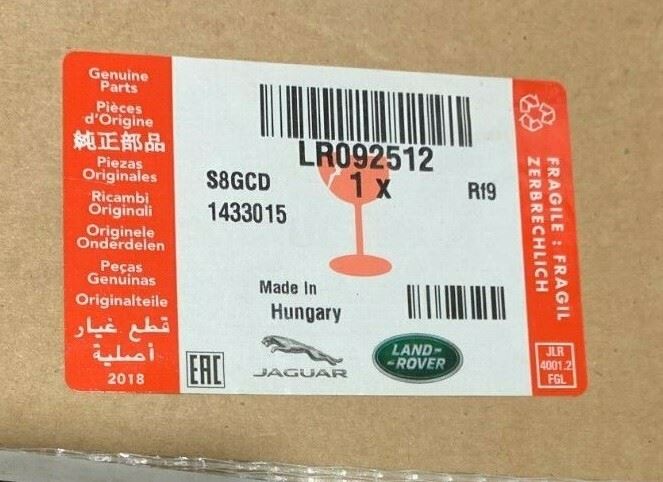 Genuine
Parts
Pièces
d'Origine
純正部品
Piezas
Originales
Ricambi
Originali
Originele
Onderdelen
Peças
Genuinas
Originalteile
قطع غيار
أصلية
2018
LR092512
1 x
S8GCD
1433015
Rf9
Made In
Hungary
EAC
JAGUAR
LAND-
-ROVER
FRAGILE : FRAGIL
ZERBRECHLICH
JLR
4001.2
FGL